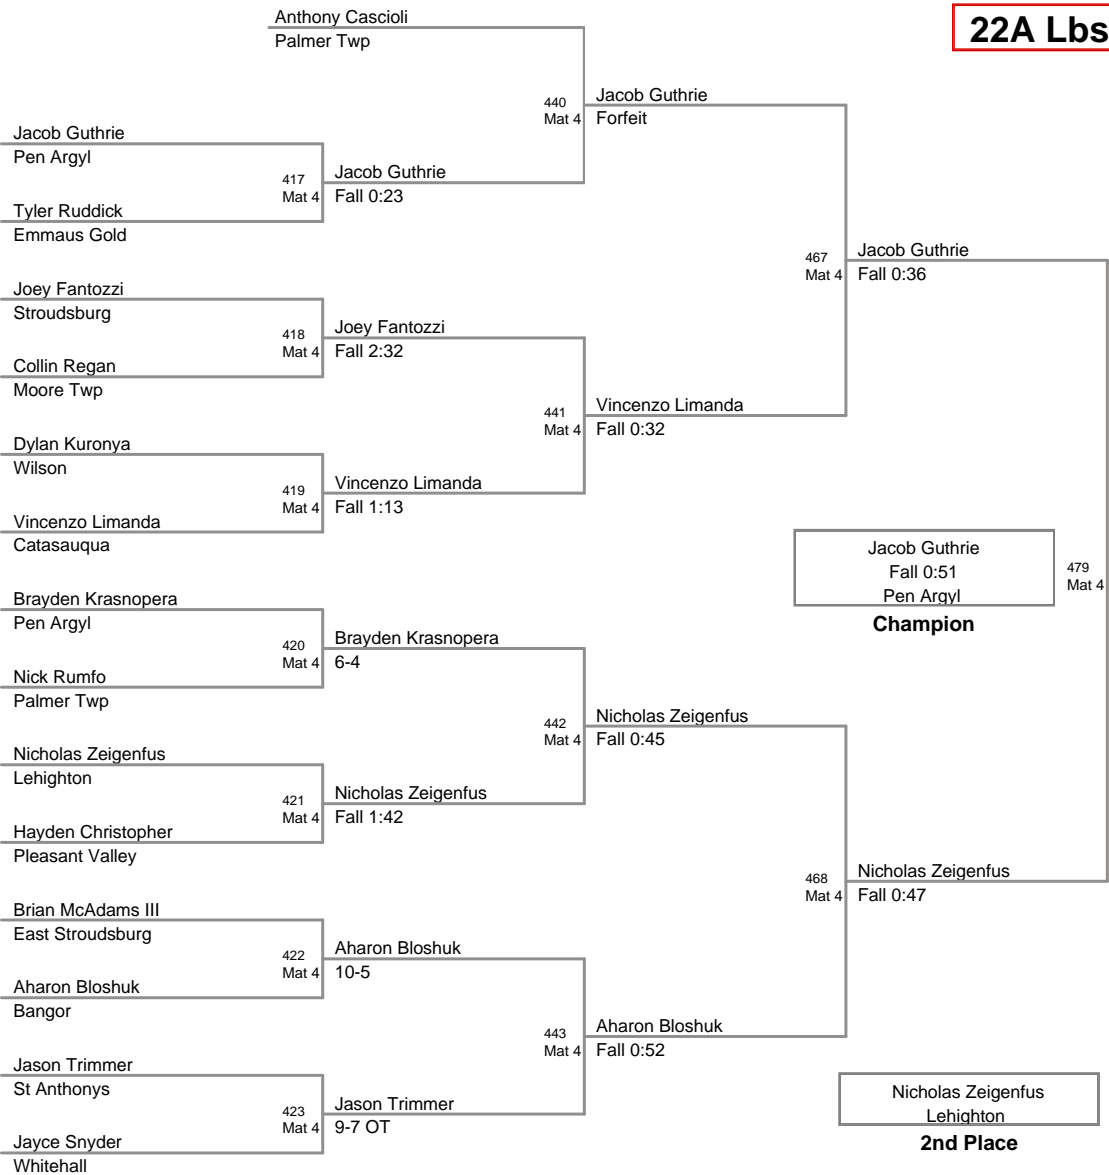 Anthony Cascioli
Palmer Twp
22A Lbs
440
Mat 4
Jacob Guthrie
Forfeit
Jacob Guthrie
Pen Argyl
417
Mat 4
Jacob Guthrie
Fall 0:23
Tyler Ruddick
Emmaus Gold
467
Mat 4
Jacob Guthrie
Fall 0:36
Joey Fantozzi
Stroudsburg
418
Mat 4
Joey Fantozzi
Fall 2:32
Collin Regan
Moore Twp
441
Mat 4
Vincenzo Limanda
Fall 0:32
Dylan Kuronya
Wilson
419
Mat 4
Vincenzo Limanda
Fall 1:13
Vincenzo Limanda
Catasauqua
Jacob Guthrie
Fall 0:51
Pen Argyl
Champion
479
Mat 4
Brayden Krasnopera
Pen Argyl
420
Mat 4
Brayden Krasnopera
6-4
Nick Rumfo
Palmer Twp
442
Mat 4
Nicholas Zeigenfus
Fall 0:45
Nicholas Zeigenfus
Lehighton
421
Mat 4
Nicholas Zeigenfus
Fall 1:42
Hayden Christopher
Pleasant Valley
468
Mat 4
Nicholas Zeigenfus
Fall 0:47
Brian McAdams III
East Stroudsburg
422
Mat 4
Aharon Bloshuk
10-5
Aharon Bloshuk
Bangor
443
Mat 4
Aharon Bloshuk
Fall 0:52
Jason Trimmer
St Anthonys
423
Mat 4
Jason Trimmer
9-7 OT
Jayce Snyder
Whitehall
Nicholas Zeigenfus
Lehighton
2nd Place